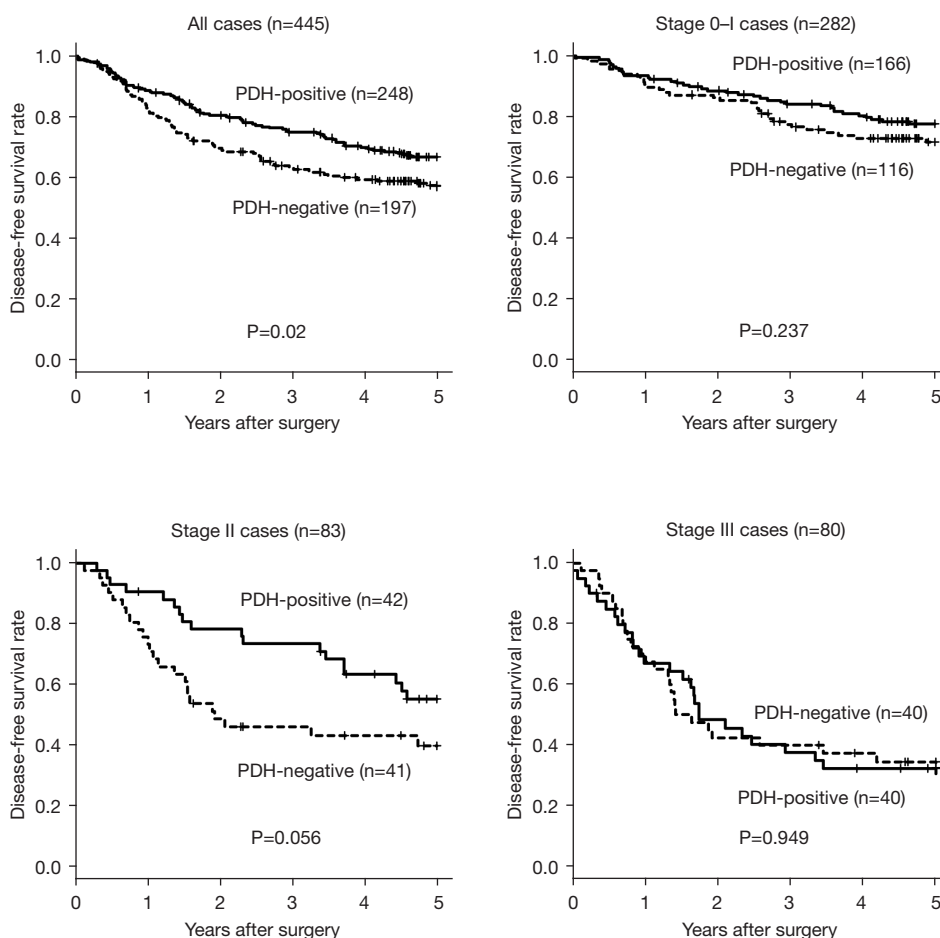 All cases (n=445)
1.0
0.8
0.6
0.4
0.2
0.0
Disease-free survival rate
PDH-positive (n=248)
PDH-negative (n=197)
P=0.02
0 1 2 3 4 5
Years after surgery
Stage 0–I cases (n=282)
1.0
0.8
0.6
0.4
0.2
0.0
Disease-free survival rate
PDH-positive (n=166)
PDH-negative (n=116)
P=0.237
0 1 2 3 4 5
Years after surgery
Stage II cases (n=83)
1.0
0.8
0.6
0.4
0.2
0.0
Disease-free survival rate
PDH-positive (n=42)
PDH-negative (n=41)
P=0.056
0 1 2 3 4 5
Years after surgery
Stage III cases (n=80)
1.0
0.8
0.6
0.4
0.2
0.0
Disease-free survival rate
PDH-negative (n=40)
PDH-positive (n=40)
P=0.949
0 1 2 3 4 5
Years after surgery